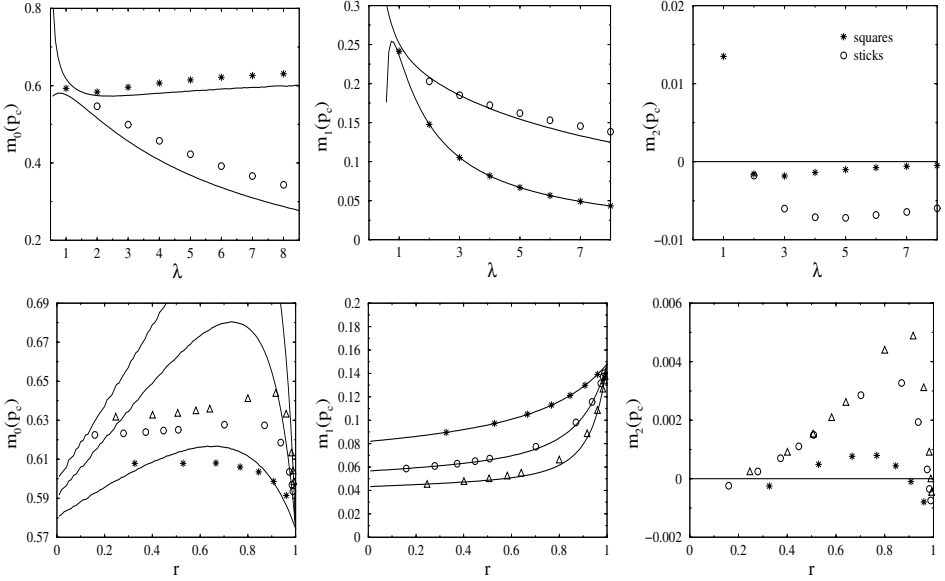 0.8
0.6
0.4
0.2
m0(pc)
1 2 3 4 5 6 7 8
λ
0.3
0.25
0.2
0.15
0.1
0.05
0
m1(pc)
1 3 5 7
λ
0.02
0.01
0
−0.01
m2(pc)
squares
sticks
1 3 5 7
λ
0.69
0.67
0.65
0.63
0.61
0.59
0.57
m0(pc)
0 0.2 0.4 0.6 0.8 1
r
0.2
0.18
0.16
0.14
0.12
0.1
0.08
0.06
0.04
0.02
0
m1(pc)
0 0.2 0.4 0.6 0.8 1
r
0.006
0.004
0.002
0
−0.002
m2(pc)
0 0.2 0.4 0.6 0.8 1
r